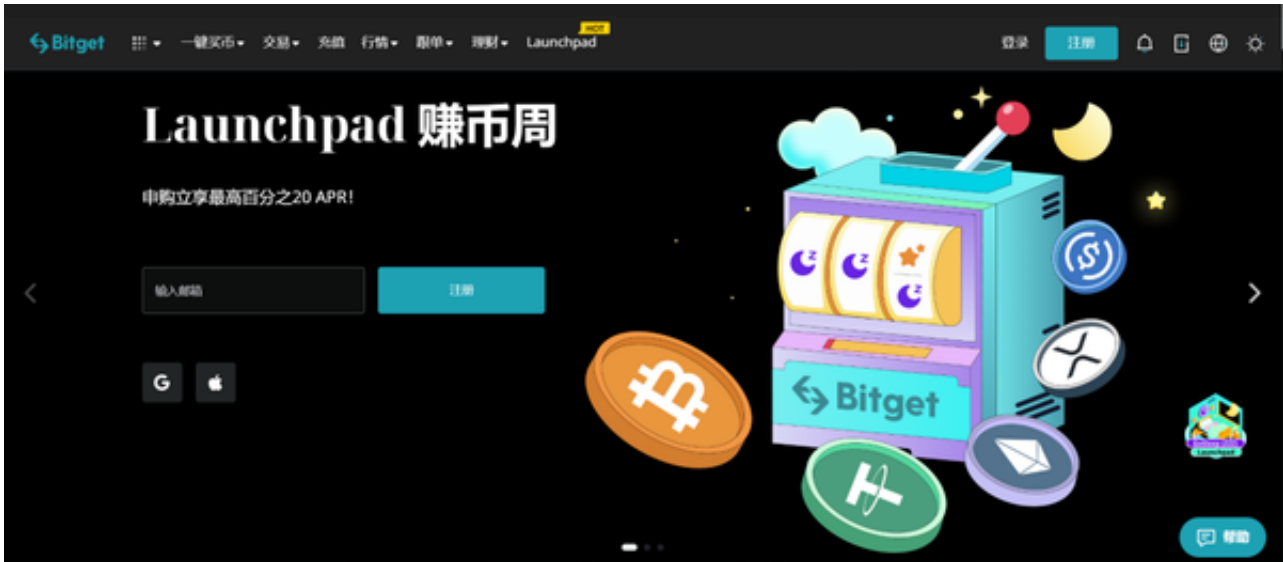 Bitget 一键买币 交易 充值 行情 跟单 理财 Launchpad HOT 登录 注册
Launchpad 赚币周
申购立享最高百分之20 APR!
输入邮箱 注册
G
Bitget
Launchpad
帮助